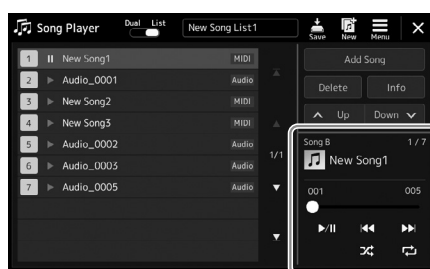 Song Player
Dual List
New Song List1
Save
New
Menu
1 New Song1 MIDI
2 Audio_0001 Audio
3 New Song2 MIDI
4 New Song3 MIDI
5 Audio_0002 Audio
6 Audio_0003 Audio
7 Audio_0005 Audio
1/1
Add Song
Delete Info
Up Down
Song B 1/7
New Song1
001 005